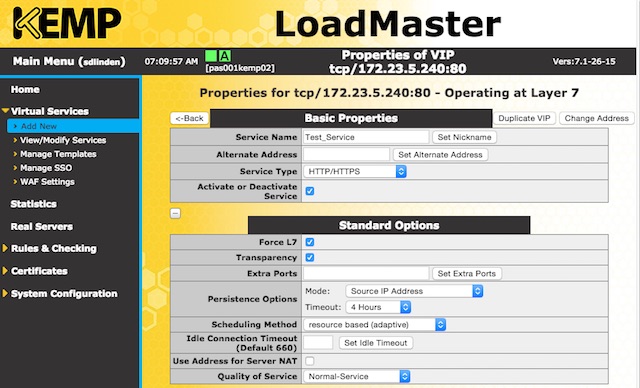 KEMP
LoadMaster
Main Menu (sdlinden)
07:09:57 AM
A
[pas001kemp02]
Properties of VIP
tcp/172.23.5.240:80
Vers:7.1-26-15
Home
Virtual Services
Add New
View/Modify Services
Manage Templates
Manage SSO
WAF Settings
Statistics
Real Servers
Rules & Checking
Certificates
System Configuration
Properties for tcp/172.23.5.240:80 - Operating at Layer 7
<-Back
Basic Properties
Duplicate VIP
Change Address
Service Name
Test_Service
Set Nickname
Alternate Address
Set Alternate Address
Service Type
HTTP/HTTPS
Activate or Deactivate
Service
Standard Options
Force L7
Transparency
Extra Ports
Set Extra Ports
Persistence Options
Mode:
Source IP Address
Timeout:
4 Hours
Scheduling Method
resource based (adaptive)
Idle Connection Timeout
(Default 660)
Set Idle Timeout
Use Address for Server NAT
Quality of Service
Normal-Service